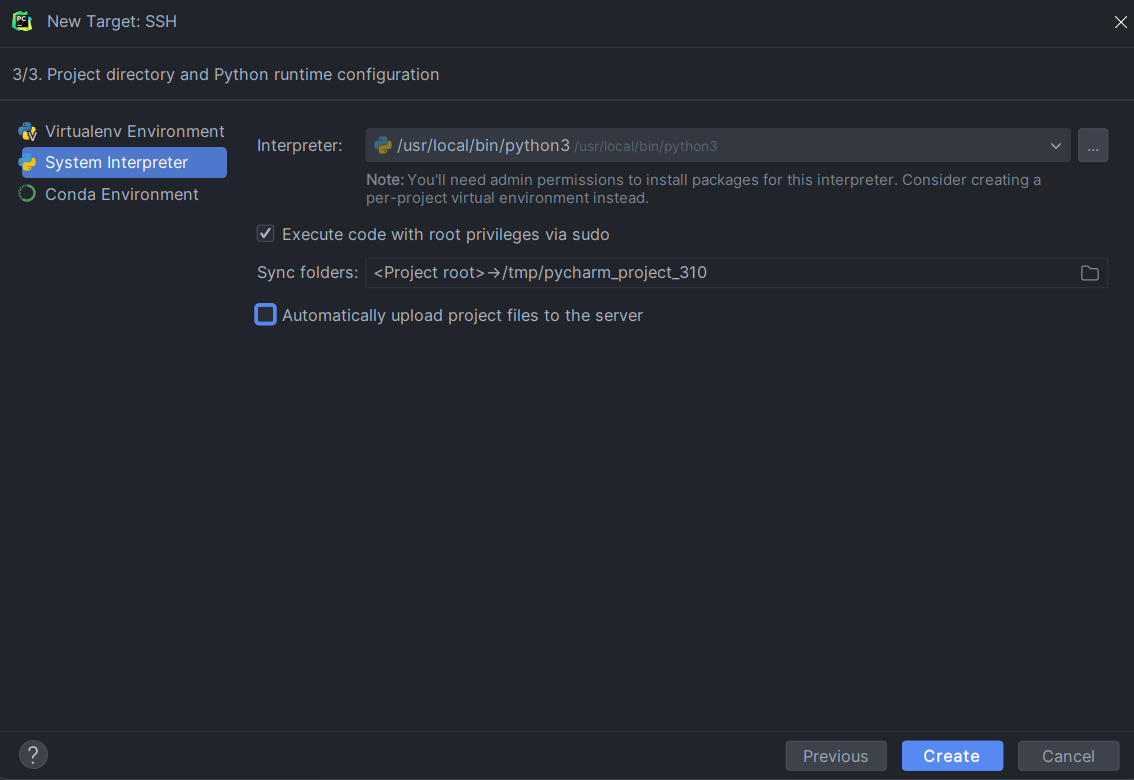 New Target: SSH
3/3. Project directory and Python runtime configuration
Virtualenv Environment
System Interpreter
Conda Environment
Interpreter: /usr/local/bin/python3 /usr/local/bin/python3 ...
Note: You'll need admin permissions to install packages for this interpreter. Consider creating a
per-project virtual environment instead.
Execute code with root privileges via sudo
Sync folders: <Project root>→/tmp/pycharm_project_310
Automatically upload project files to the server
? Previous Create Cancel